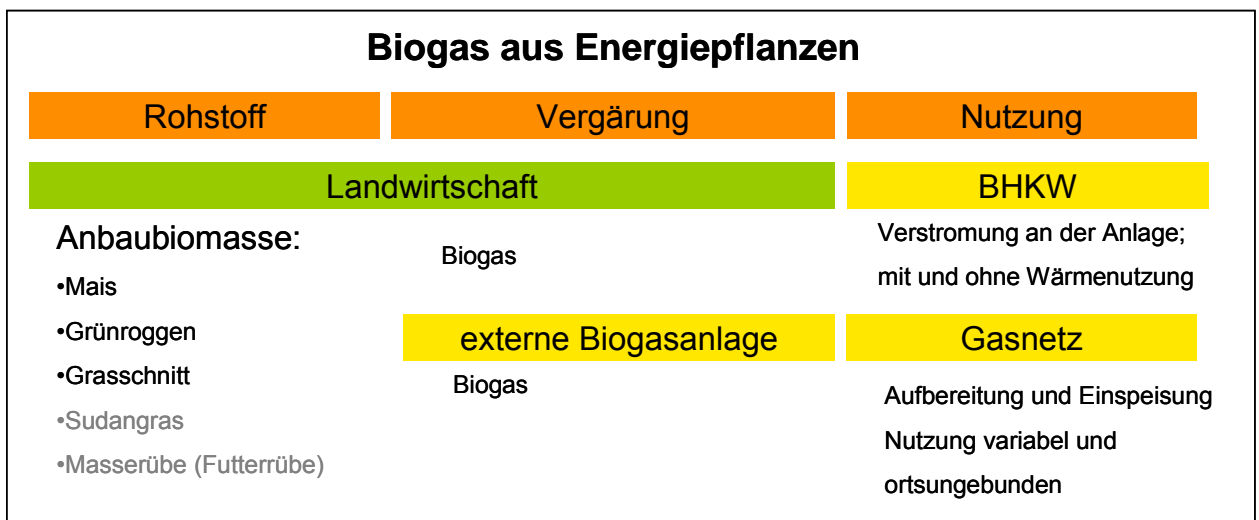 Biogas aus Energiepflanzen
Rohstoff
Vergärung
Nutzung
Landwirtschaft
BHKW
Anbaubiomasse:
•Mais
•Grünroggen
•Grasschnitt
•Sudangras
•Masserübe (Futterrübe)
Biogas
externe Biogasanlage
Biogas
Verstromung an der Anlage;
mit und ohne Wärmenutzung
Gasnetz
Aufbereitung und Einspeisung
Nutzung variabel und
ortsungebunden